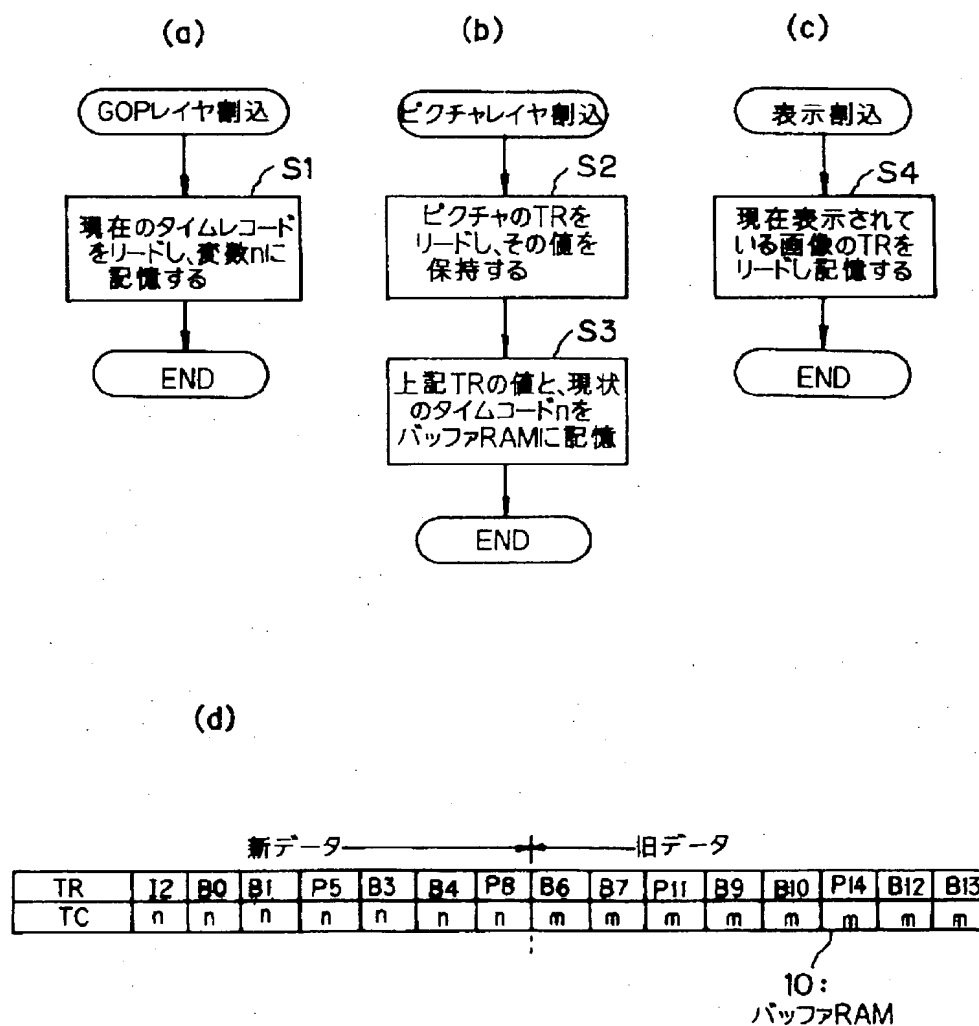 (a)
GOPレイヤ割込
S1
現在のタイムレコード
をリードし、変数nに
記憶する
END
(b)
ピクチャレイヤ割込
S2
ピクチャのTRを
リードし、その値を
保持する
S3
上記TRの値と、現状
のタイムコードnを
バッファRAMに記憶
END
(c)
表示割込
S4
現在表示されて
いる画像のTRを
リードし記憶する
END
(d)
新データ 旧データ
TR I2 B0 B1 P5 B3 B4 P8 B6 B7 P11 B9 B10 P14 B12 B13
TC n n n n n n n m m m m m m m m
10:
バッファRAM